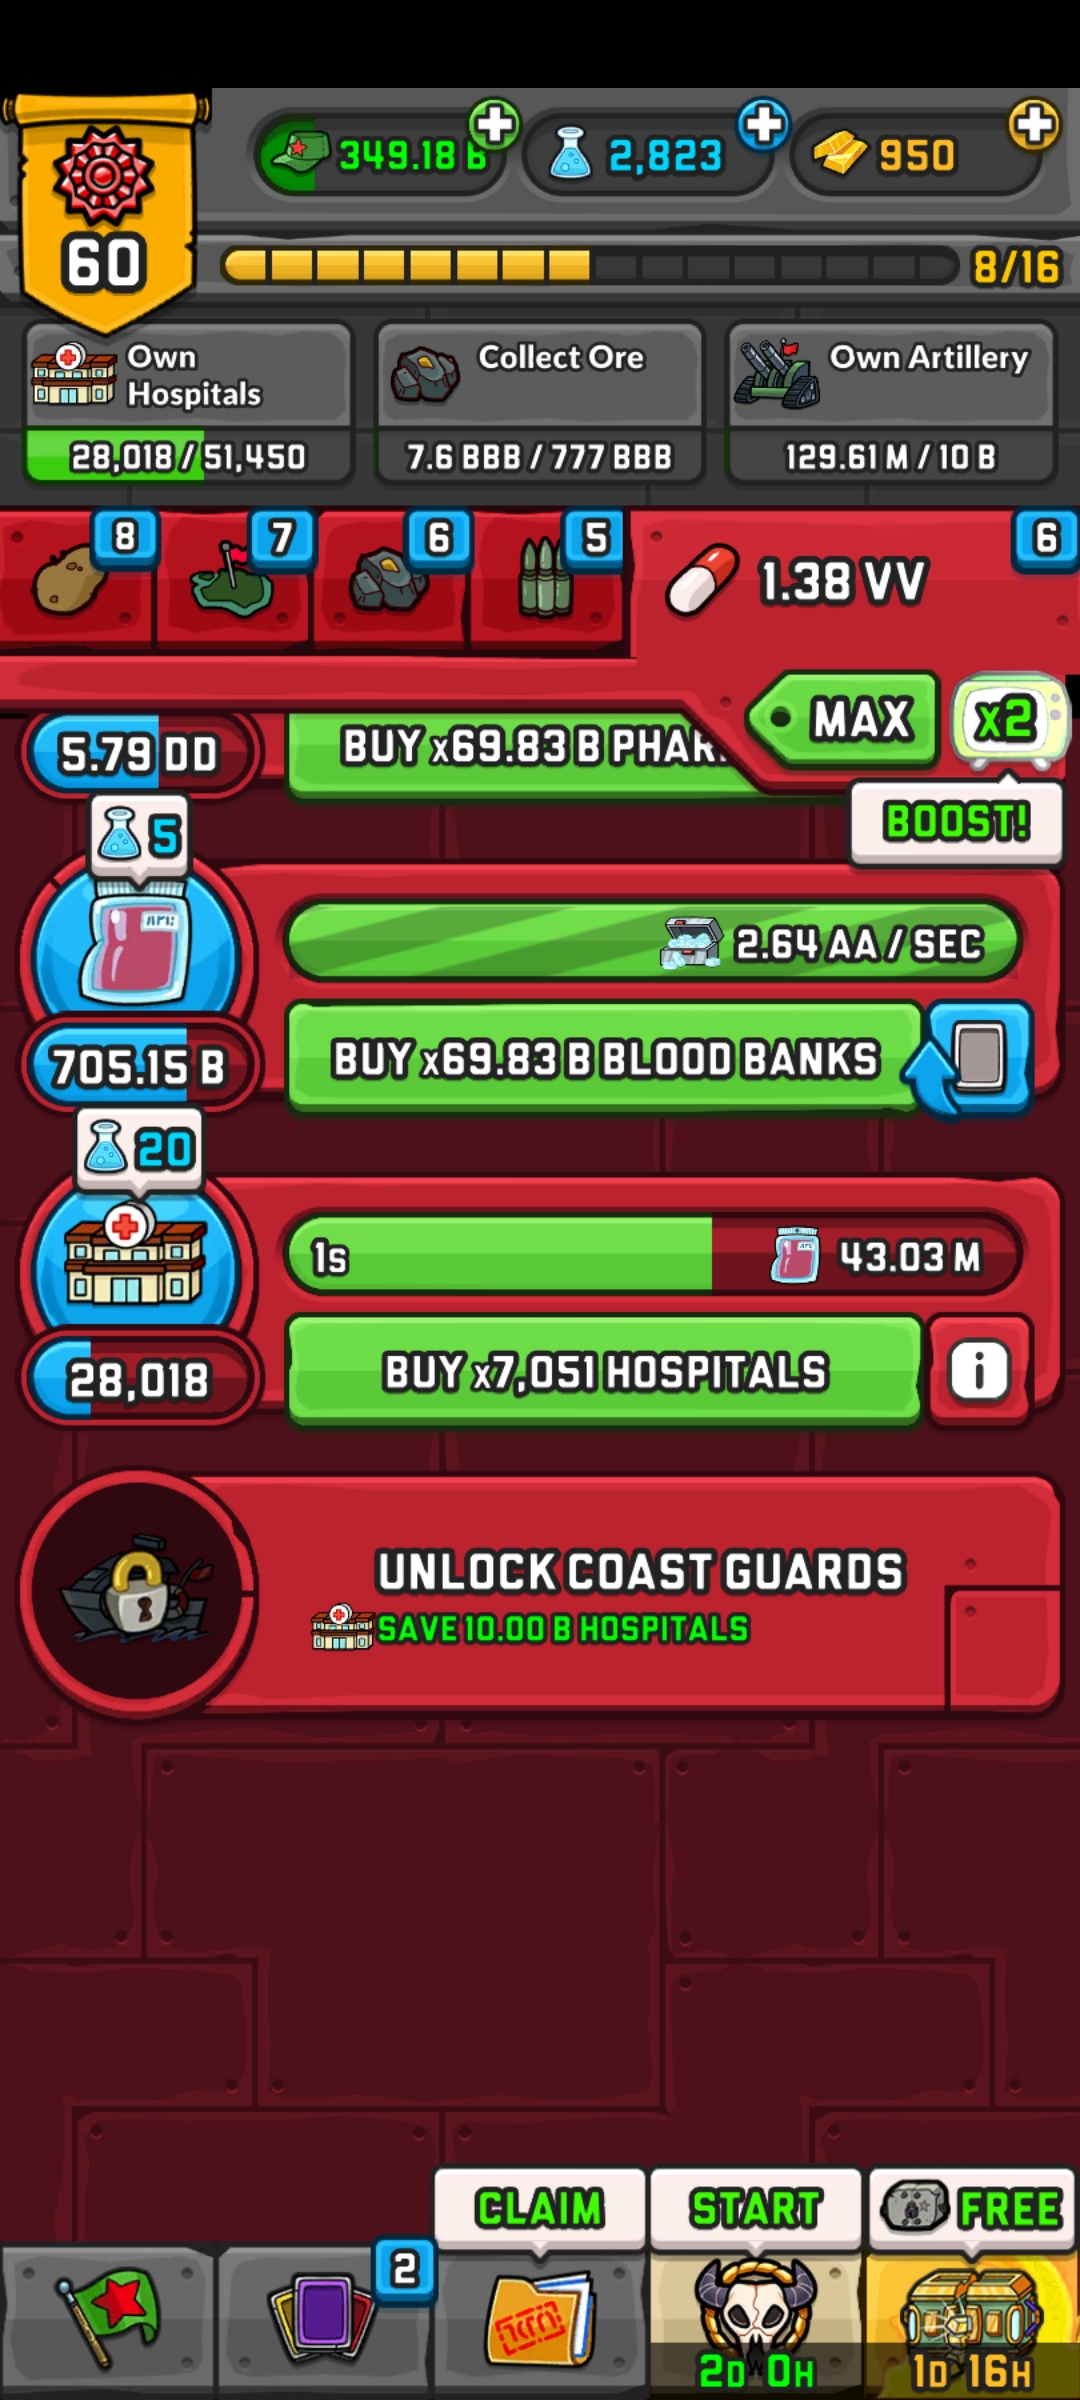 349.18 B
2,823
950
60
8/16
Own
Hospitals
28,018 / 51,450
Collect Ore
7.6 BBB / 777 BBB
Own Artillery
129.61 M / 10 B
8
7
6
5
1.38 VV
6
MAX
x2
BOOST!
5.79 DD
BUY x69.83 B
5
2.64 AA / SEC
705.15 B
BUY x69.83 B BLOOD BANKS
20
1s
43.03 M
28,018
BUY x7,051 HOSPITALS
i
UNLOCK COAST GUARDS
SAVE 10.00 B HOSPITALS
CLAIM
START
FREE
2
2D 0H
1D 16H